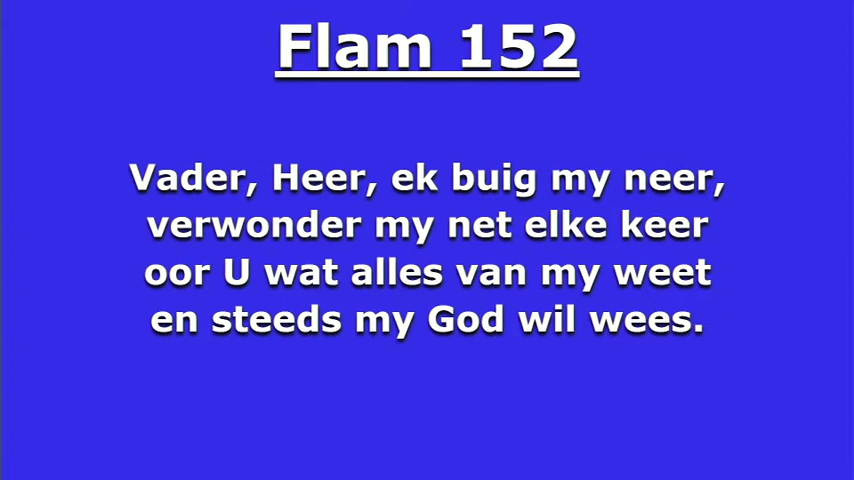 Flam 152
Vader, Heer, ek buig my neer,
verwonder my net elke keer
oor U wat alles van my weet
en steeds my God wil wees.